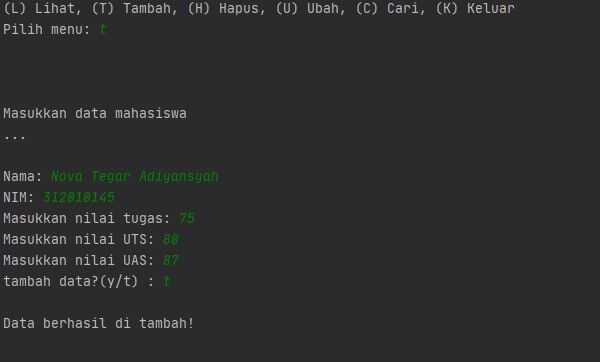 (L) Lihat, (T) Tambah, (H) Hapus, (U) Ubah, (C) Cari, (K) Keluar
Pilih menu: t
Masukkan data mahasiswa
...
Nama: Nova Tegar Adiyansyah
NIM: 312010145
Masukkan nilai tugas: 75
Masukkan nilai UTS: 80
Masukkan nilai UAS: 87
tambah data?(y/t) : t
Data berhasil di tambah!